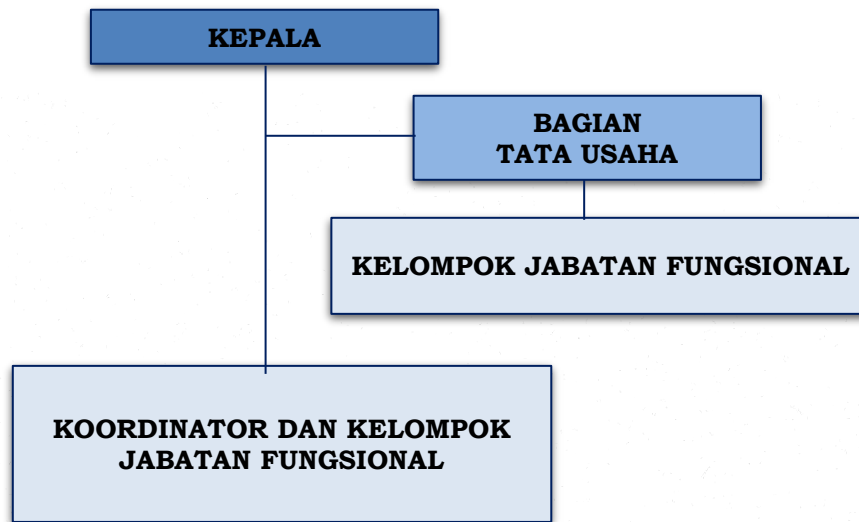 KEPALA
BAGIAN
TATA USAHA
KELOMPOK JABATAN FUNGSIONAL
KOORDINATOR DAN KELOMPOK
JABATAN FUNGSIONAL